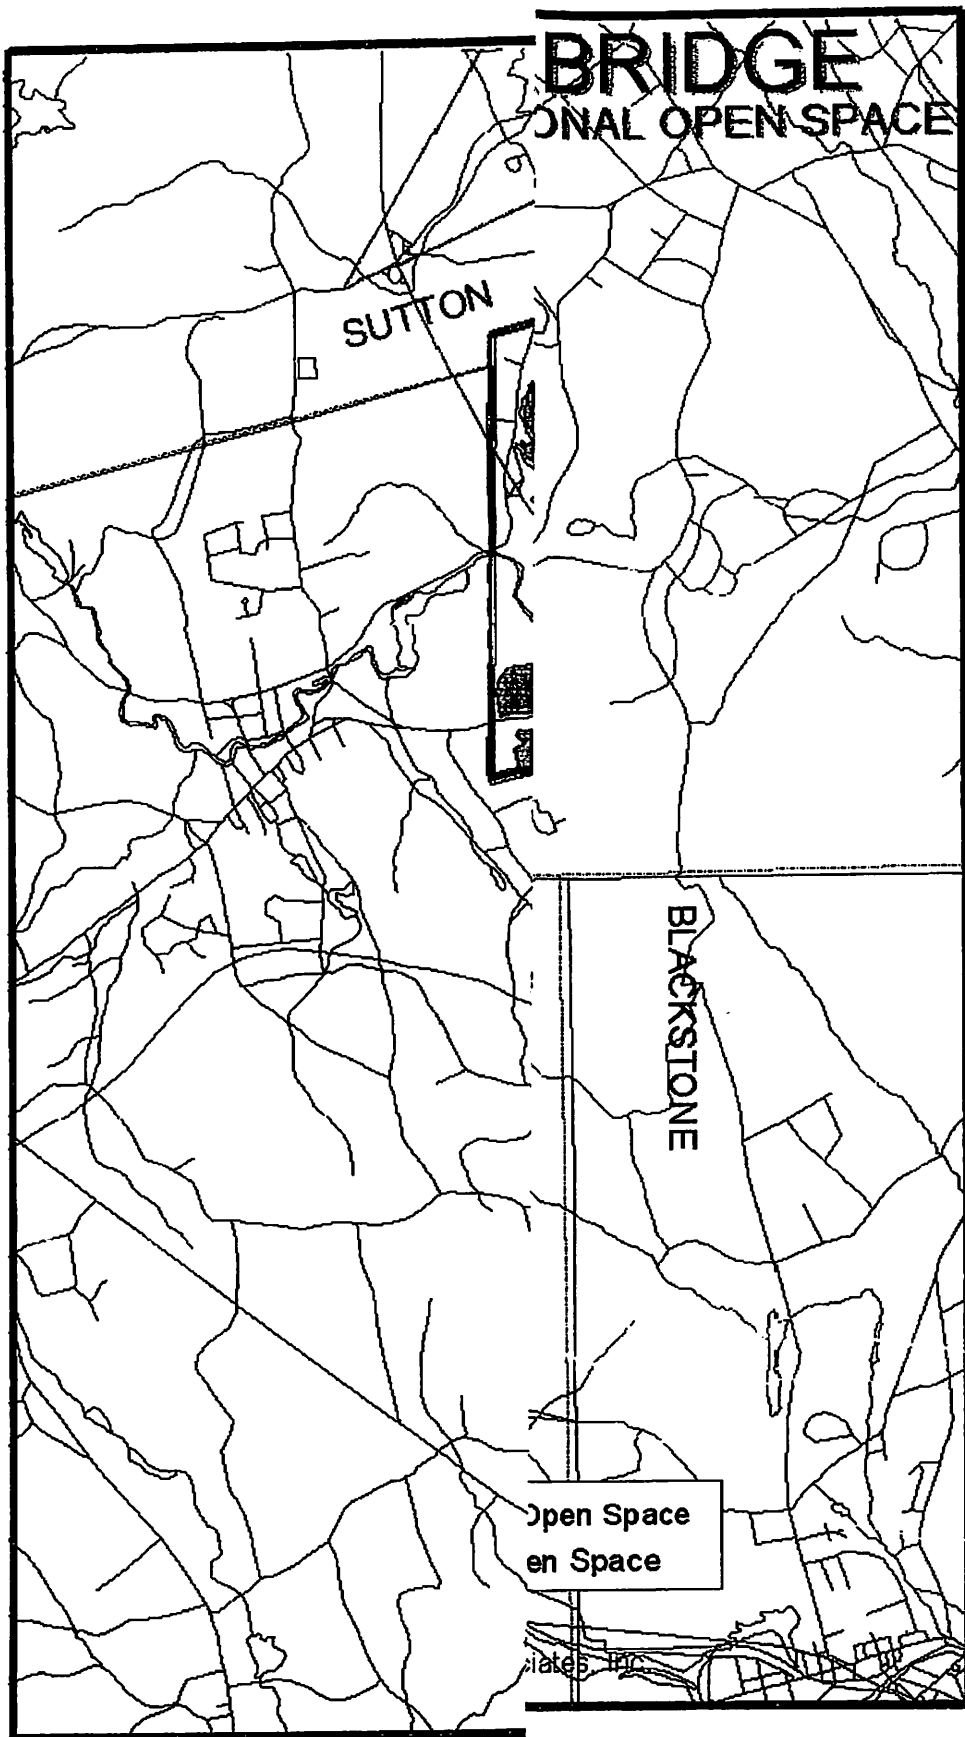 BRIDGE
ONAL OPEN SPACE
SUTTON
BLACKSTONE
Open Space
en Space
ciates, Inc.